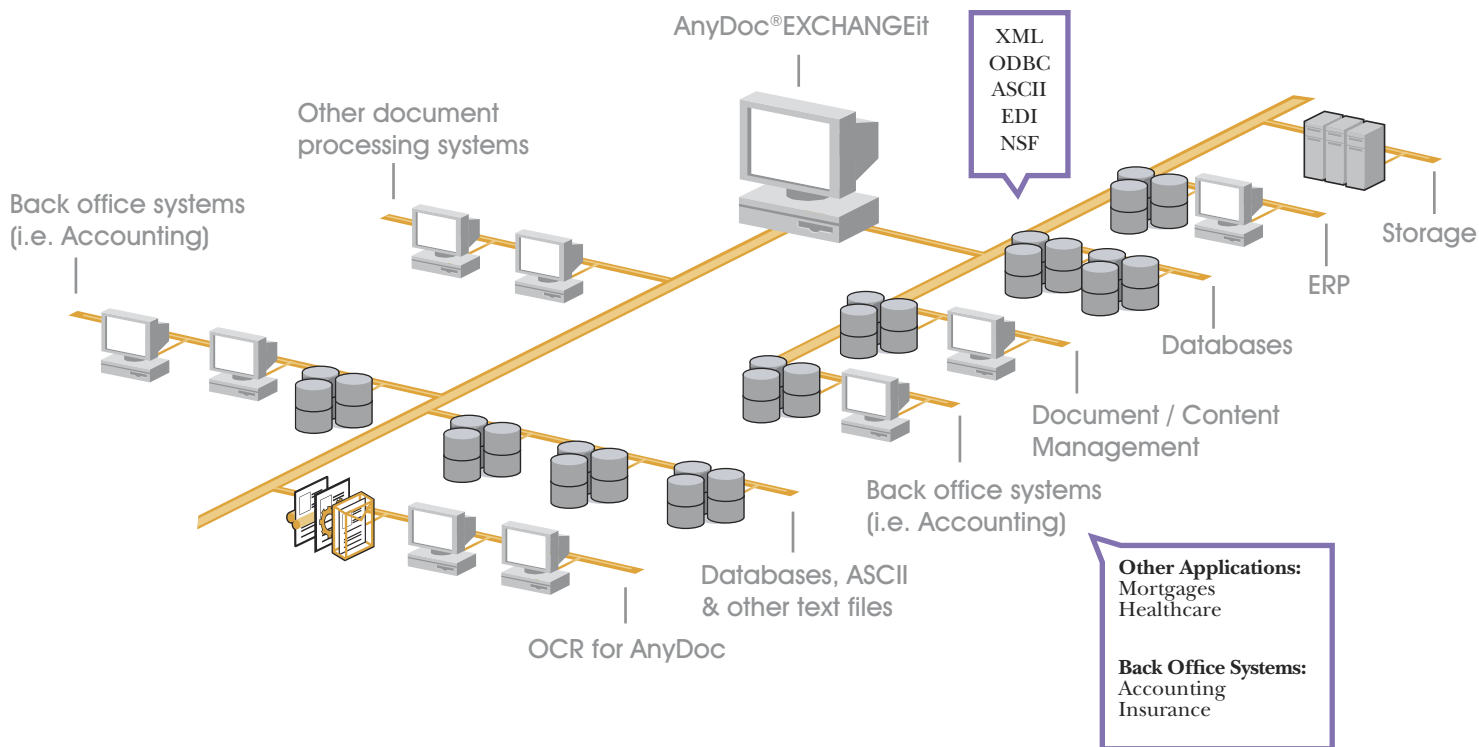 AnyDoc®EXCHANGEit
XML
ODBC
ASCII
EDI
NSF
Other document
processing systems
Back office systems
(i.e. Accounting)
Storage
ERP
Databases
Document / Content
Management
Back office systems
(i.e. Accounting)
Databases, ASCII
& other text files
OCR for AnyDoc
Other Applications:
Mortgages
Healthcare
Back Office Systems:
Accounting
Insurance